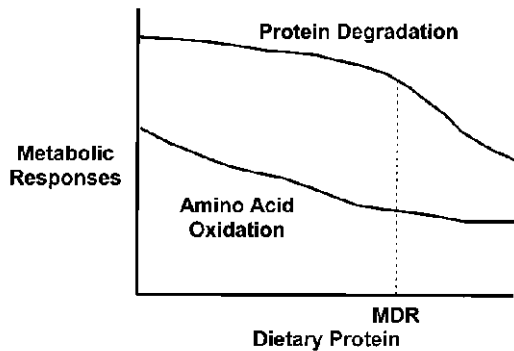 Protein Degradation
Metabolic
Responses
Amino Acid
Oxidation
MDR
Dietary Protein